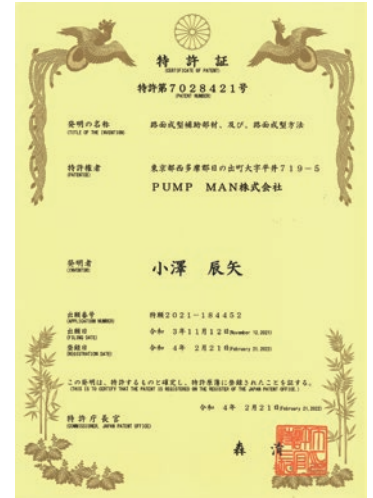 特許証
(CERTIFICATE OF PATENT)
特許第7028421号
(PATENT NUMBER)
発明の名称
(TITLE OF THE INVENTION)
路面成型補助部材、及び、路面成型方法
特許権者
(PATENTEE)
東京都西多摩郡日の出町大字平井719-5
PUMP MAN株式会社
発明者
(INVENTOR)
小澤 辰矢
出願番号
(APPLICATION NUMBER)
特願2021-184452
出願日
(FILING DATE)
令和 3年11月12日(November 12,2021)
登録日
(REGISTRATION DATE)
令和 4年 2月21日(February 21,2022)
この発明は、特許するものと確定し、特許原簿に登録されたことを証する。
(THIS IS TO CERTIFY THAT THE PATENT IS REGISTERED ON THE REGISTER OF THE JAPAN PATENT OFFICE.)
令和 4年 2月21日(February 21,2022)
特許庁長官
(COMMISSIONER, JAPAN PATENT OFFICE)
森 清